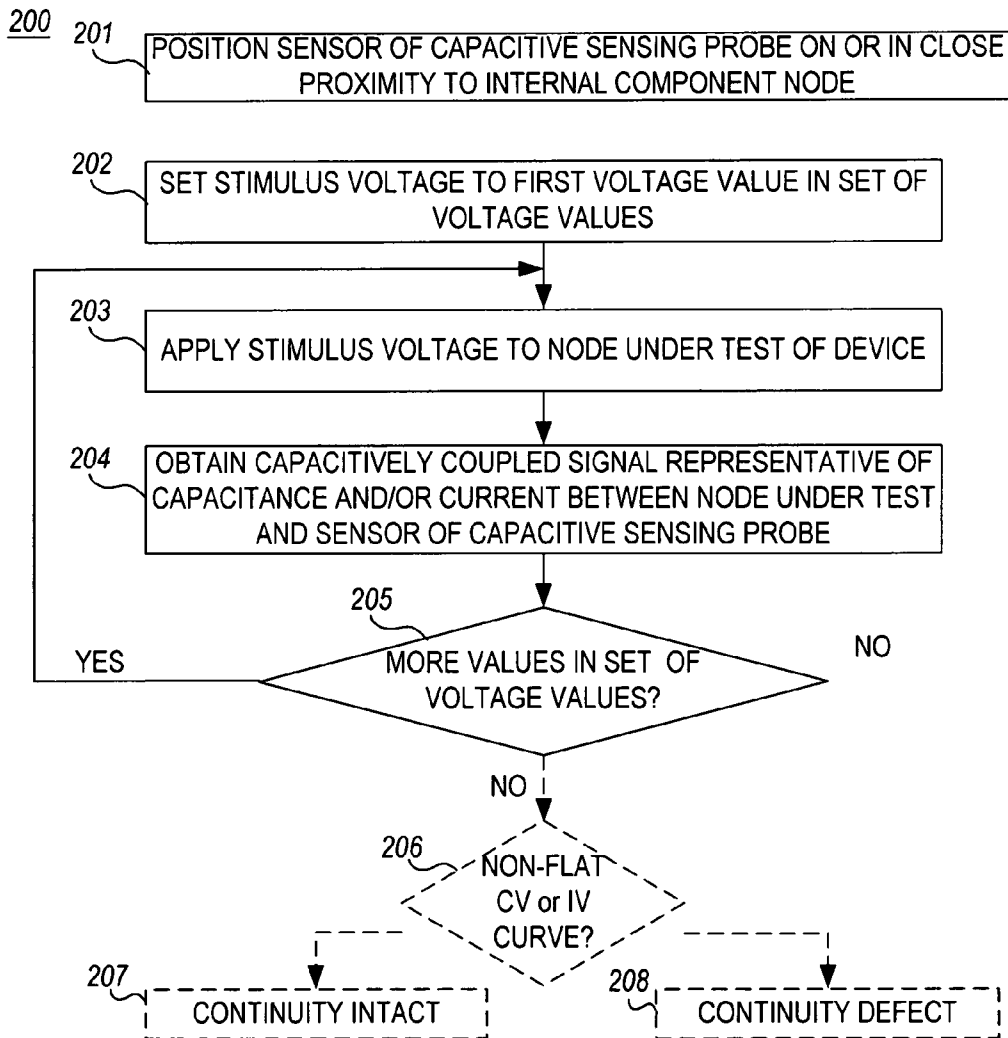 200
201
POSITION SENSOR OF CAPACITIVE SENSING PROBE ON OR IN CLOSE
PROXIMITY TO INTERNAL COMPONENT NODE
202
SET STIMULUS VOLTAGE TO FIRST VOLTAGE VALUE IN SET OF
VOLTAGE VALUES
203
APPLY STIMULUS VOLTAGE TO NODE UNDER TEST OF DEVICE
204
OBTAIN CAPACITIVELY COUPLED SIGNAL REPRESENTATIVE OF
CAPACITANCE AND/OR CURRENT BETWEEN NODE UNDER TEST
AND SENSOR OF CAPACITIVE SENSING PROBE
205
YES
MORE VALUES IN SET OF
VOLTAGE VALUES?
NO
NO
206
NON-FLAT
CV or IV
CURVE?
207
CONTINUITY INTACT
208
CONTINUITY DEFECT